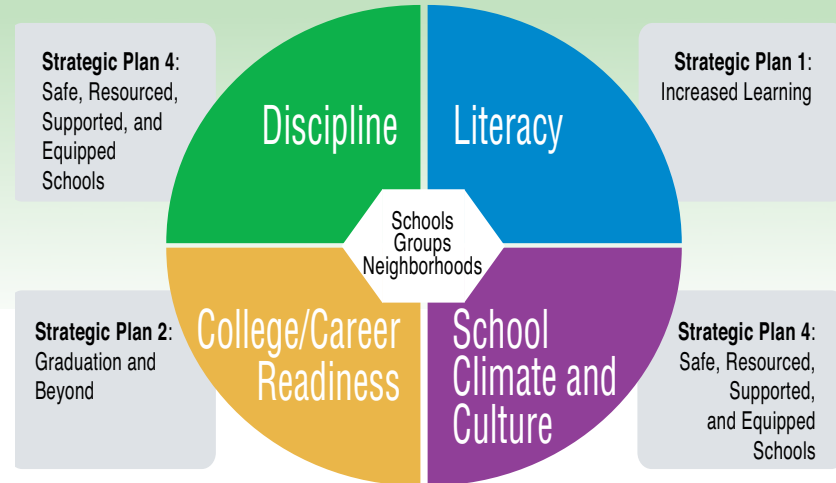 Strategic Plan 4:
Safe, Resourced,
Supported, and
Equipped
Schools
Discipline
Literacy
Strategic Plan 1:
Increased Learning
Schools
Groups
Neighborhoods
Strategic Plan 2:
Graduation and
Beyond
College/Career
Readiness
School
Climate and
Culture
Strategic Plan 4:
Safe, Resourced,
Supported,
and Equipped
Schools